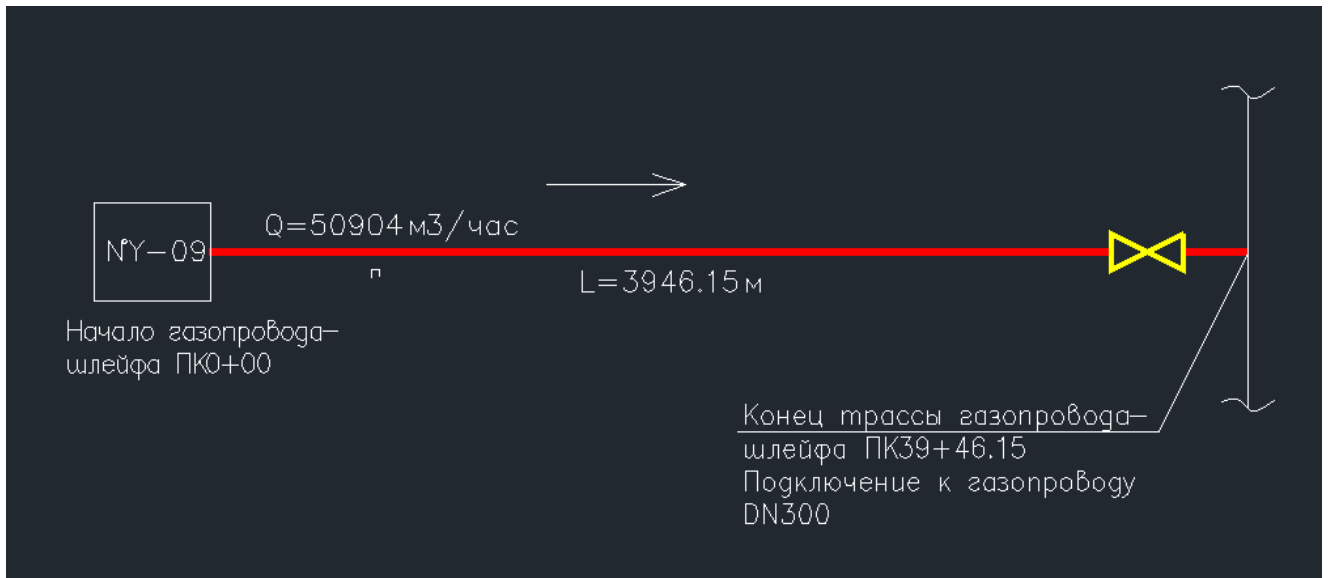 Q=50904м3/час
№Y-09
п
L=3946.15м
Начало газопровода-
шлейфа ПК0+00
Конец трассы газопровода-
шлейфа ПК39+46.15
Подключение к газопроводу
DN300